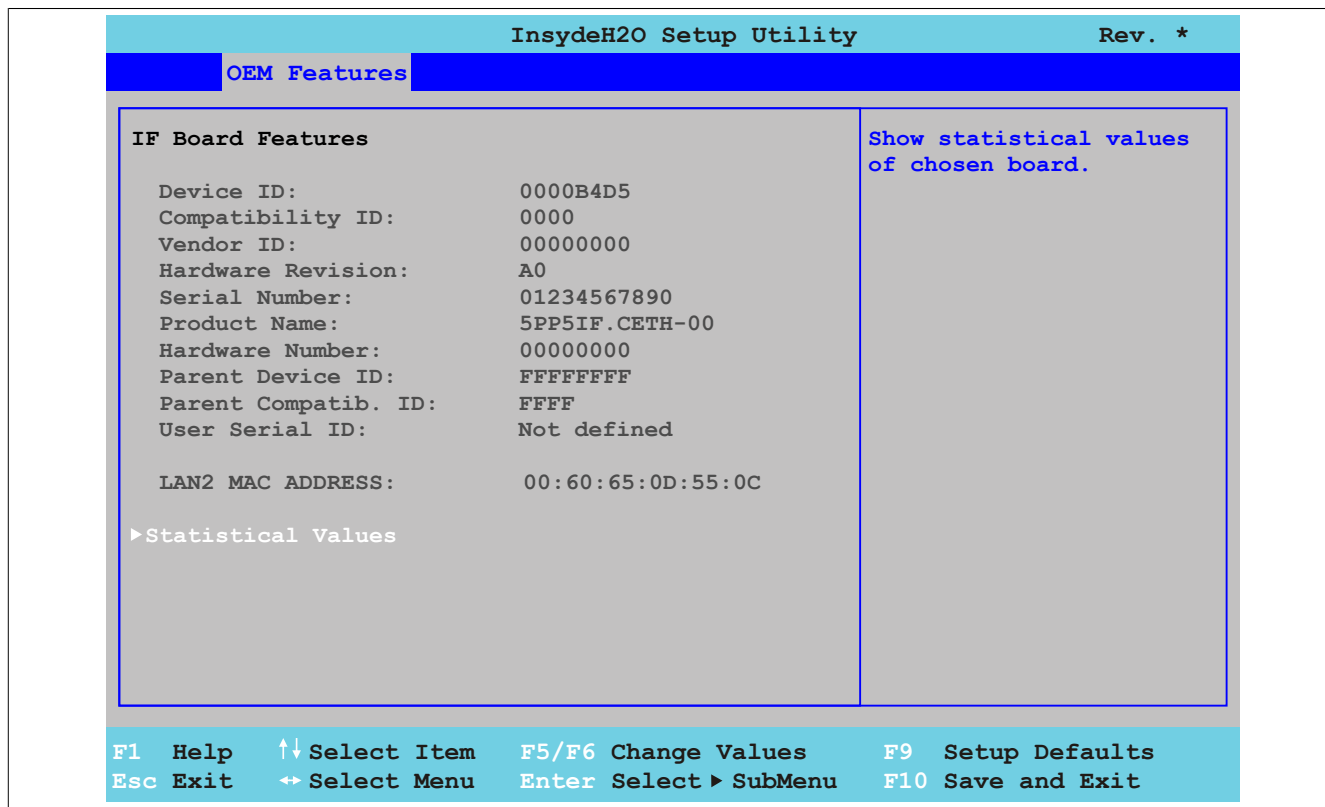 InsydeH2O Setup Utility Rev. *
OEM Features
IF Board Features
Show statistical values
of chosen board.
Device ID: 0000B4D5
Compatibility ID: 0000
Vendor ID: 00000000
Hardware Revision: A0
Serial Number: 01234567890
Product Name: 5PP5IF.CETH-00
Hardware Number: 00000000
Parent Device ID: FFFFFFFF
Parent Compatib. ID: FFFF
User Serial ID: Not defined
LAN2 MAC ADDRESS: 00:60:65:0D:55:0C
▶Statistical Values
F1 Help ↑↓ Select Item F5/F6 Change Values F9 Setup Defaults
Esc Exit ↔ Select Menu Enter Select ▶ SubMenu F10 Save and Exit